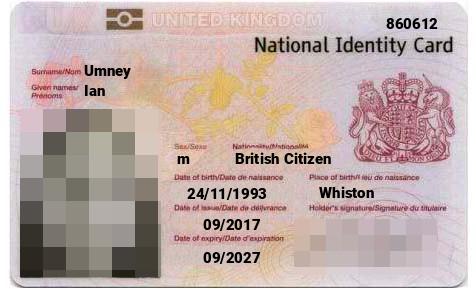 UNITED KINGDOM
860612
National Identity Card
Surname/Nom Umney
Given names/ Ian
Prénoms
Sex/Sexe Nationality/Nationalité
m British Citizen
Date of birth/Date de naissance Place of birth/Lieu de naissance
24/11/1993 Whiston
Date of issue/Date de délivrance Holder's signature/Signature du titulaire
09/2017
Date of expiry/Date d'expiration
09/2027